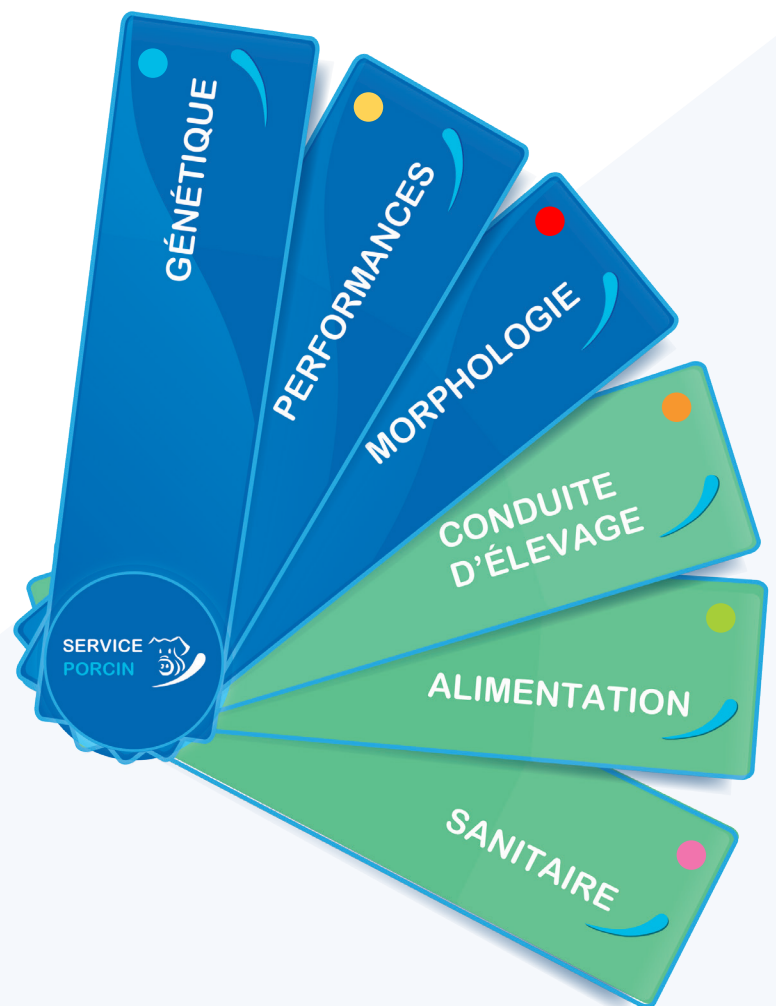 GÉNÉTIQUE
PERFORMANCES
MORPHOLOGIE
CONDUITE
D'ÉLEVAGE
ALIMENTATION
SANITAIRE
SERVICE
PORCIN